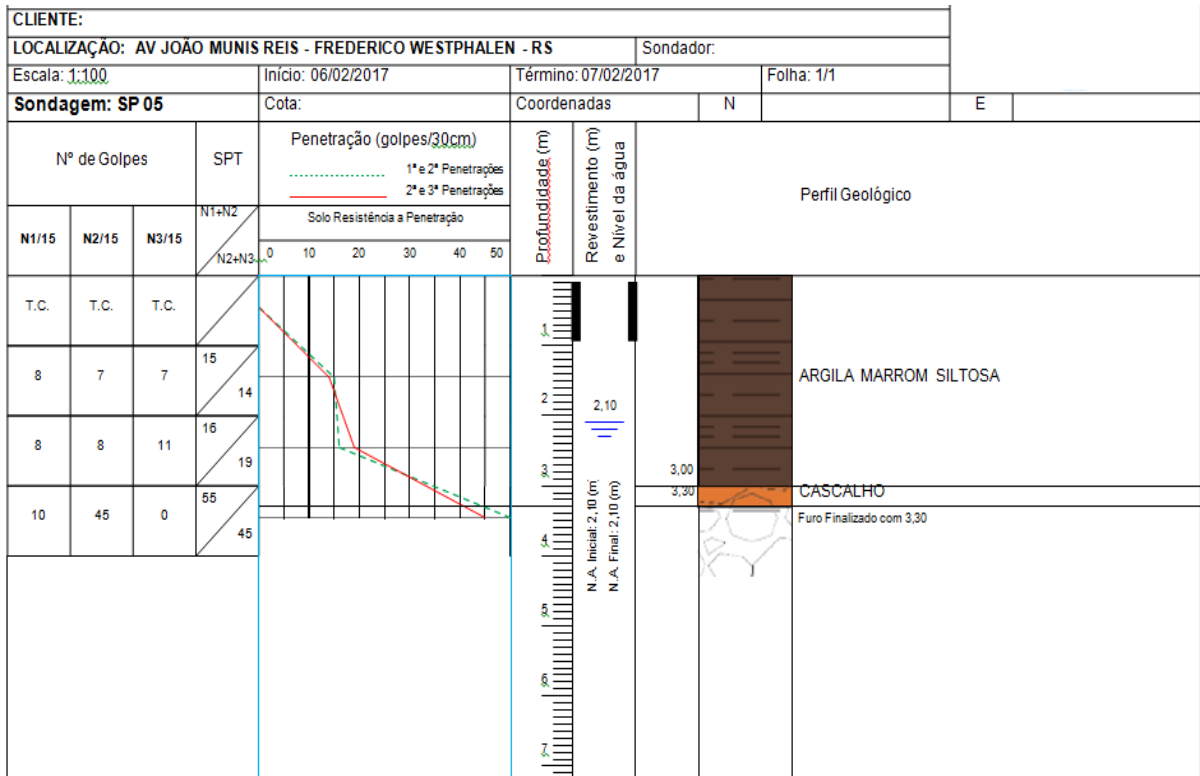 CLIENTE:
LOCALIZAÇÃO: AV JOÃO MUNIS REIS - FREDERICO WESTPHALEN - RS Sondador:
Escala: 1:100 Início: 06/02/2017 Término: 07/02/2017 Folha: 1/1
Sondagem: SP 05 Cota: Coordenadas N E
Nº de Golpes SPT Penetração (golpes/30cm)
1ª e 2ª Penetrações
2ª e 3ª Penetrações
Profundidade (m)
Revestimento (m)
e Nível da água
Perfil Geológico
N1/15 N2/15 N3/15 N1+N2
N2+N3
Solo Resistência a Penetração
0 10 20 30 40 50
T.C. T.C. T.C.
1
8 7 7 15
14
ARGILA MARROM SILTOSA
2
2,10
8 8 11 16
19
3
3,00
3,30 CASCALHO
10 45 0 55
45
Furo Finalizado com 3,30
4
N.A. Inicial: 2,10 (m)
N.A. Final: 2,10 (m)
5
6
7